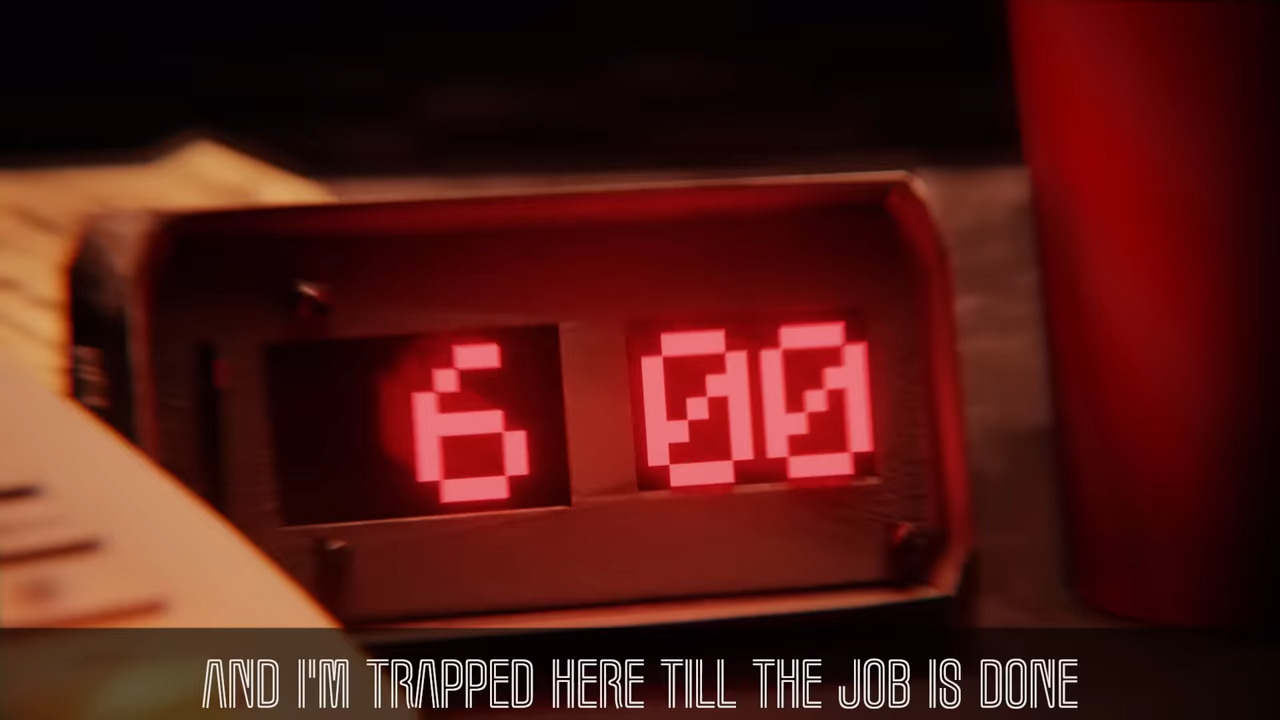 6 00
AND I'M TRAPPED HERE TILL THE JOB IS DONE